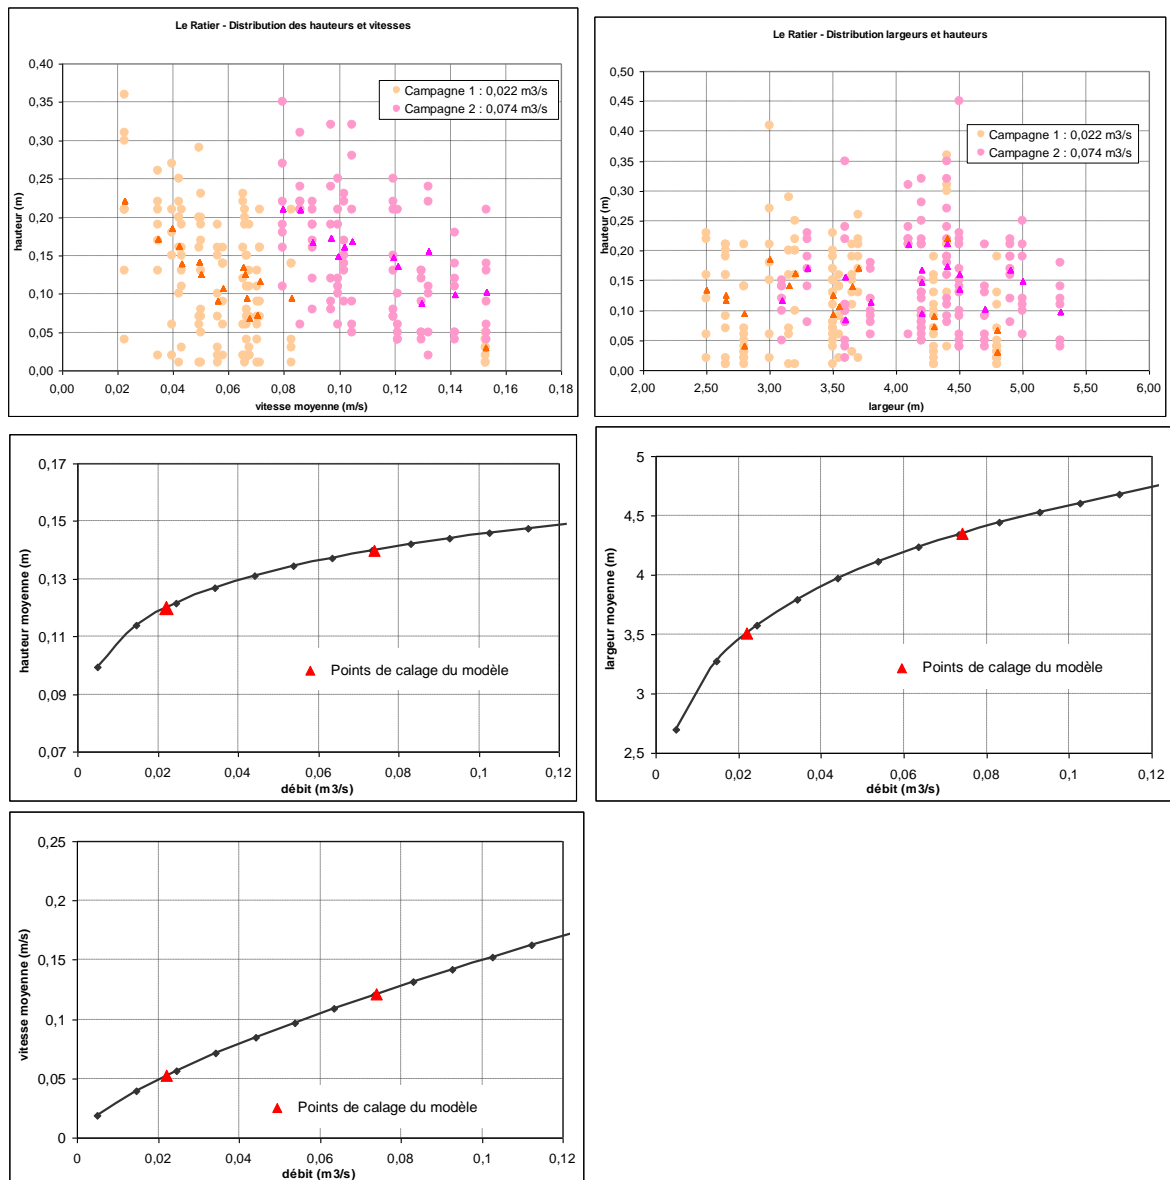 Le Ratier - Distribution des hauteurs et vitesses
0,40
0,35
0,30
0,25
0,20
0,15
0,10
0,05
0,00
hauteur (m)
Campagne 1 : 0,022 m3/s
Campagne 2 : 0,074 m3/s
0,00 0,02 0,04 0,06 0,08 0,10 0,12 0,14 0,16 0,18
vitesse moyenne (m/s)
Le Ratier - Distribution largeurs et hauteurs
0,50
0,45
0,40
0,35
0,30
0,25
0,20
0,15
0,10
0,05
0,00
hauteur (m)
Campagne 1 : 0,022 m3/s
Campagne 2 : 0,074 m3/s
2,00 2,50 3,00 3,50 4,00 4,50 5,00 5,50 6,00
largeur (m)
0,17
0,15
0,13
0,11
0,09
0,07
hauteur moyenne (m)
Points de calage du modèle
0 0,02 0,04 0,06 0,08 0,1 0,12
débit (m3/s)
5
4,5
4
3,5
3
2,5
largeur moyenne (m)
Points de calage du modèle
0 0,02 0,04 0,06 0,08 0,1 0,12
débit (m3/s)
0,25
0,2
0,15
0,1
0,05
0
vitesse moyenne (m/s)
Points de calage du modèle
0 0,02 0,04 0,06 0,08 0,1 0,12
débit (m3/s)